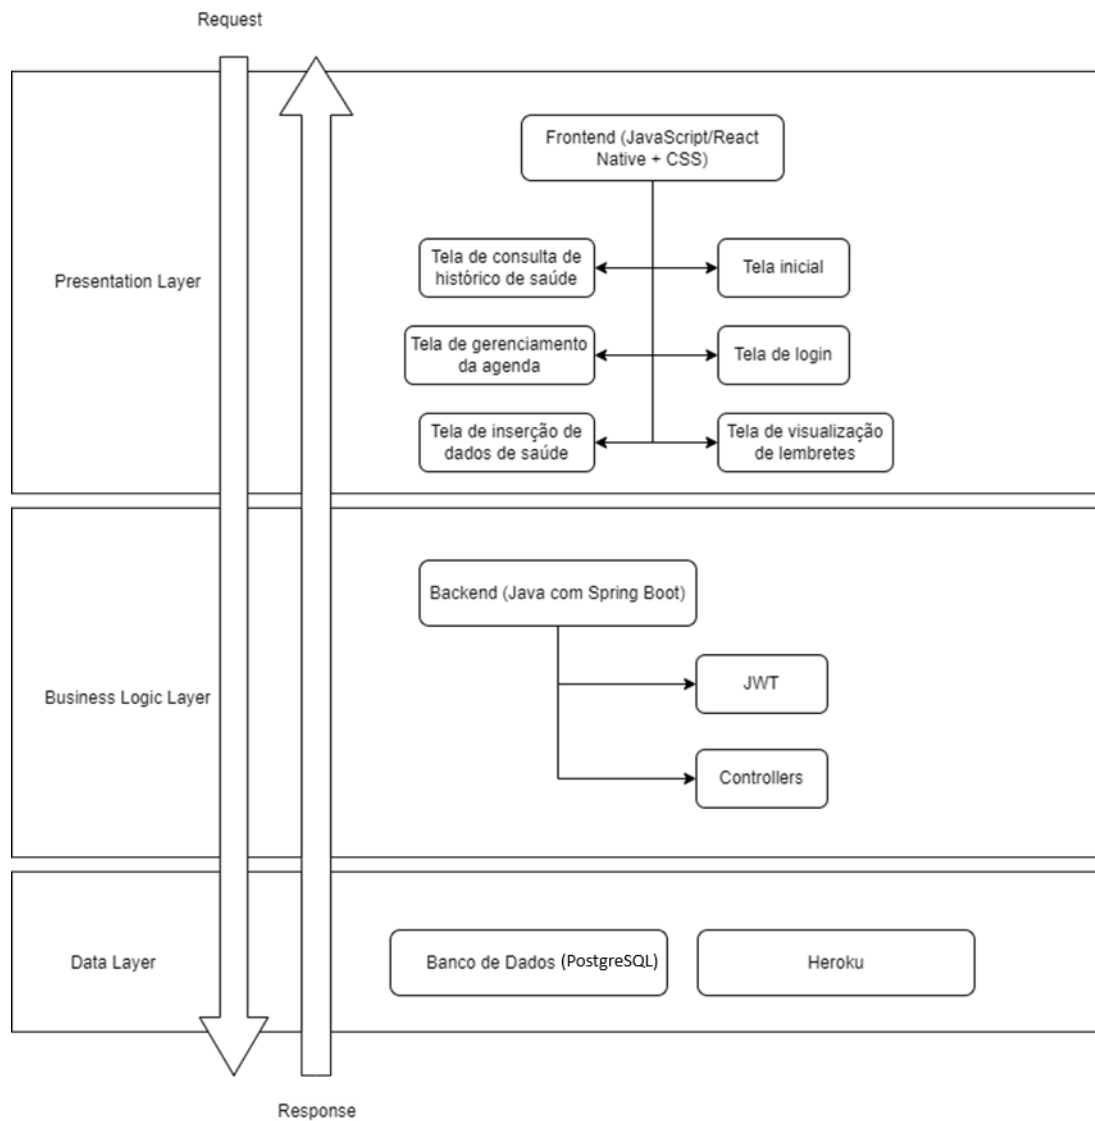 Request
Frontend (JavaScript/React
Native + CSS)
Presentation Layer
Tela de consulta de
histórico de saúde
Tela inicial
Tela de gerenciamento
da agenda
Tela de login
Tela de inserção de
dados de saúde
Tela de visualização
de lembretes
Business Logic Layer
Backend (Java com Spring Boot)
JWT
Controllers
Data Layer
Banco de Dados (PostgreSQL)
Heroku
Response